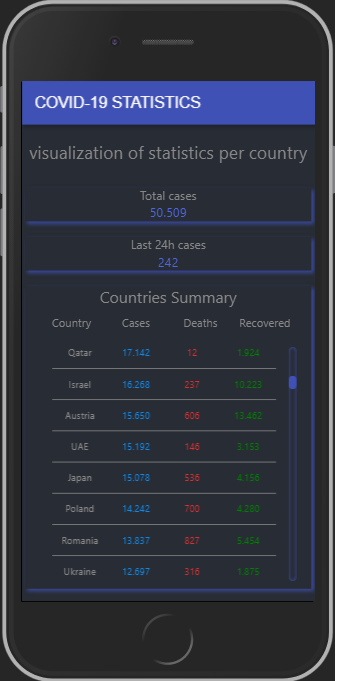 COVID-19 STATISTICS
visualization of statistics per country
Total cases
50.509
Last 24h cases
242
Countries Summary
Country Cases Deaths Recovered
Qatar 17.142 12 1.924
Israel 16.268 237 10.223
Austria 15.650 606 13.462
UAE 15.192 146 3.153
Japan 15.078 536 4.156
Poland 14.242 700 4.280
Romania 13.837 827 5.454
Ukraine 12.697 316 1.875